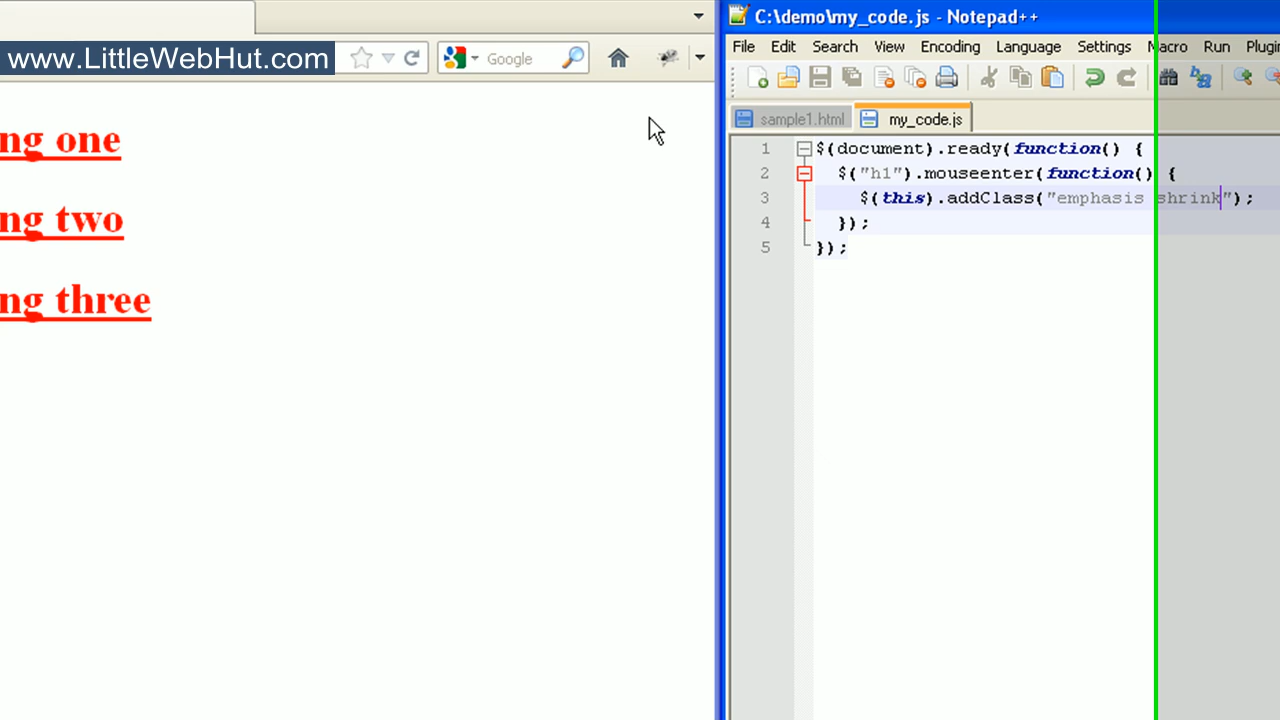 www.LittleWebHut.com
Google
ng one
ng two
ng three
C:\demo\my_code.js - Notepad++
File Edit Search View Encoding Language Settings Macro Run Plugin
sample1.html my_code.js
1 $(document).ready(function() {
2 $("h1").mouseenter(function() {
3 $(this).addClass("emphasis shrink");
4 });
5 });